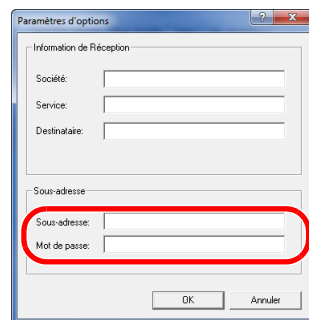 Paramètres d'options
Information de Réception
Société:
Service:
Destinataire:
Sous-adresse
Sous-adresse:
Mot de passe:
OK
Annuler